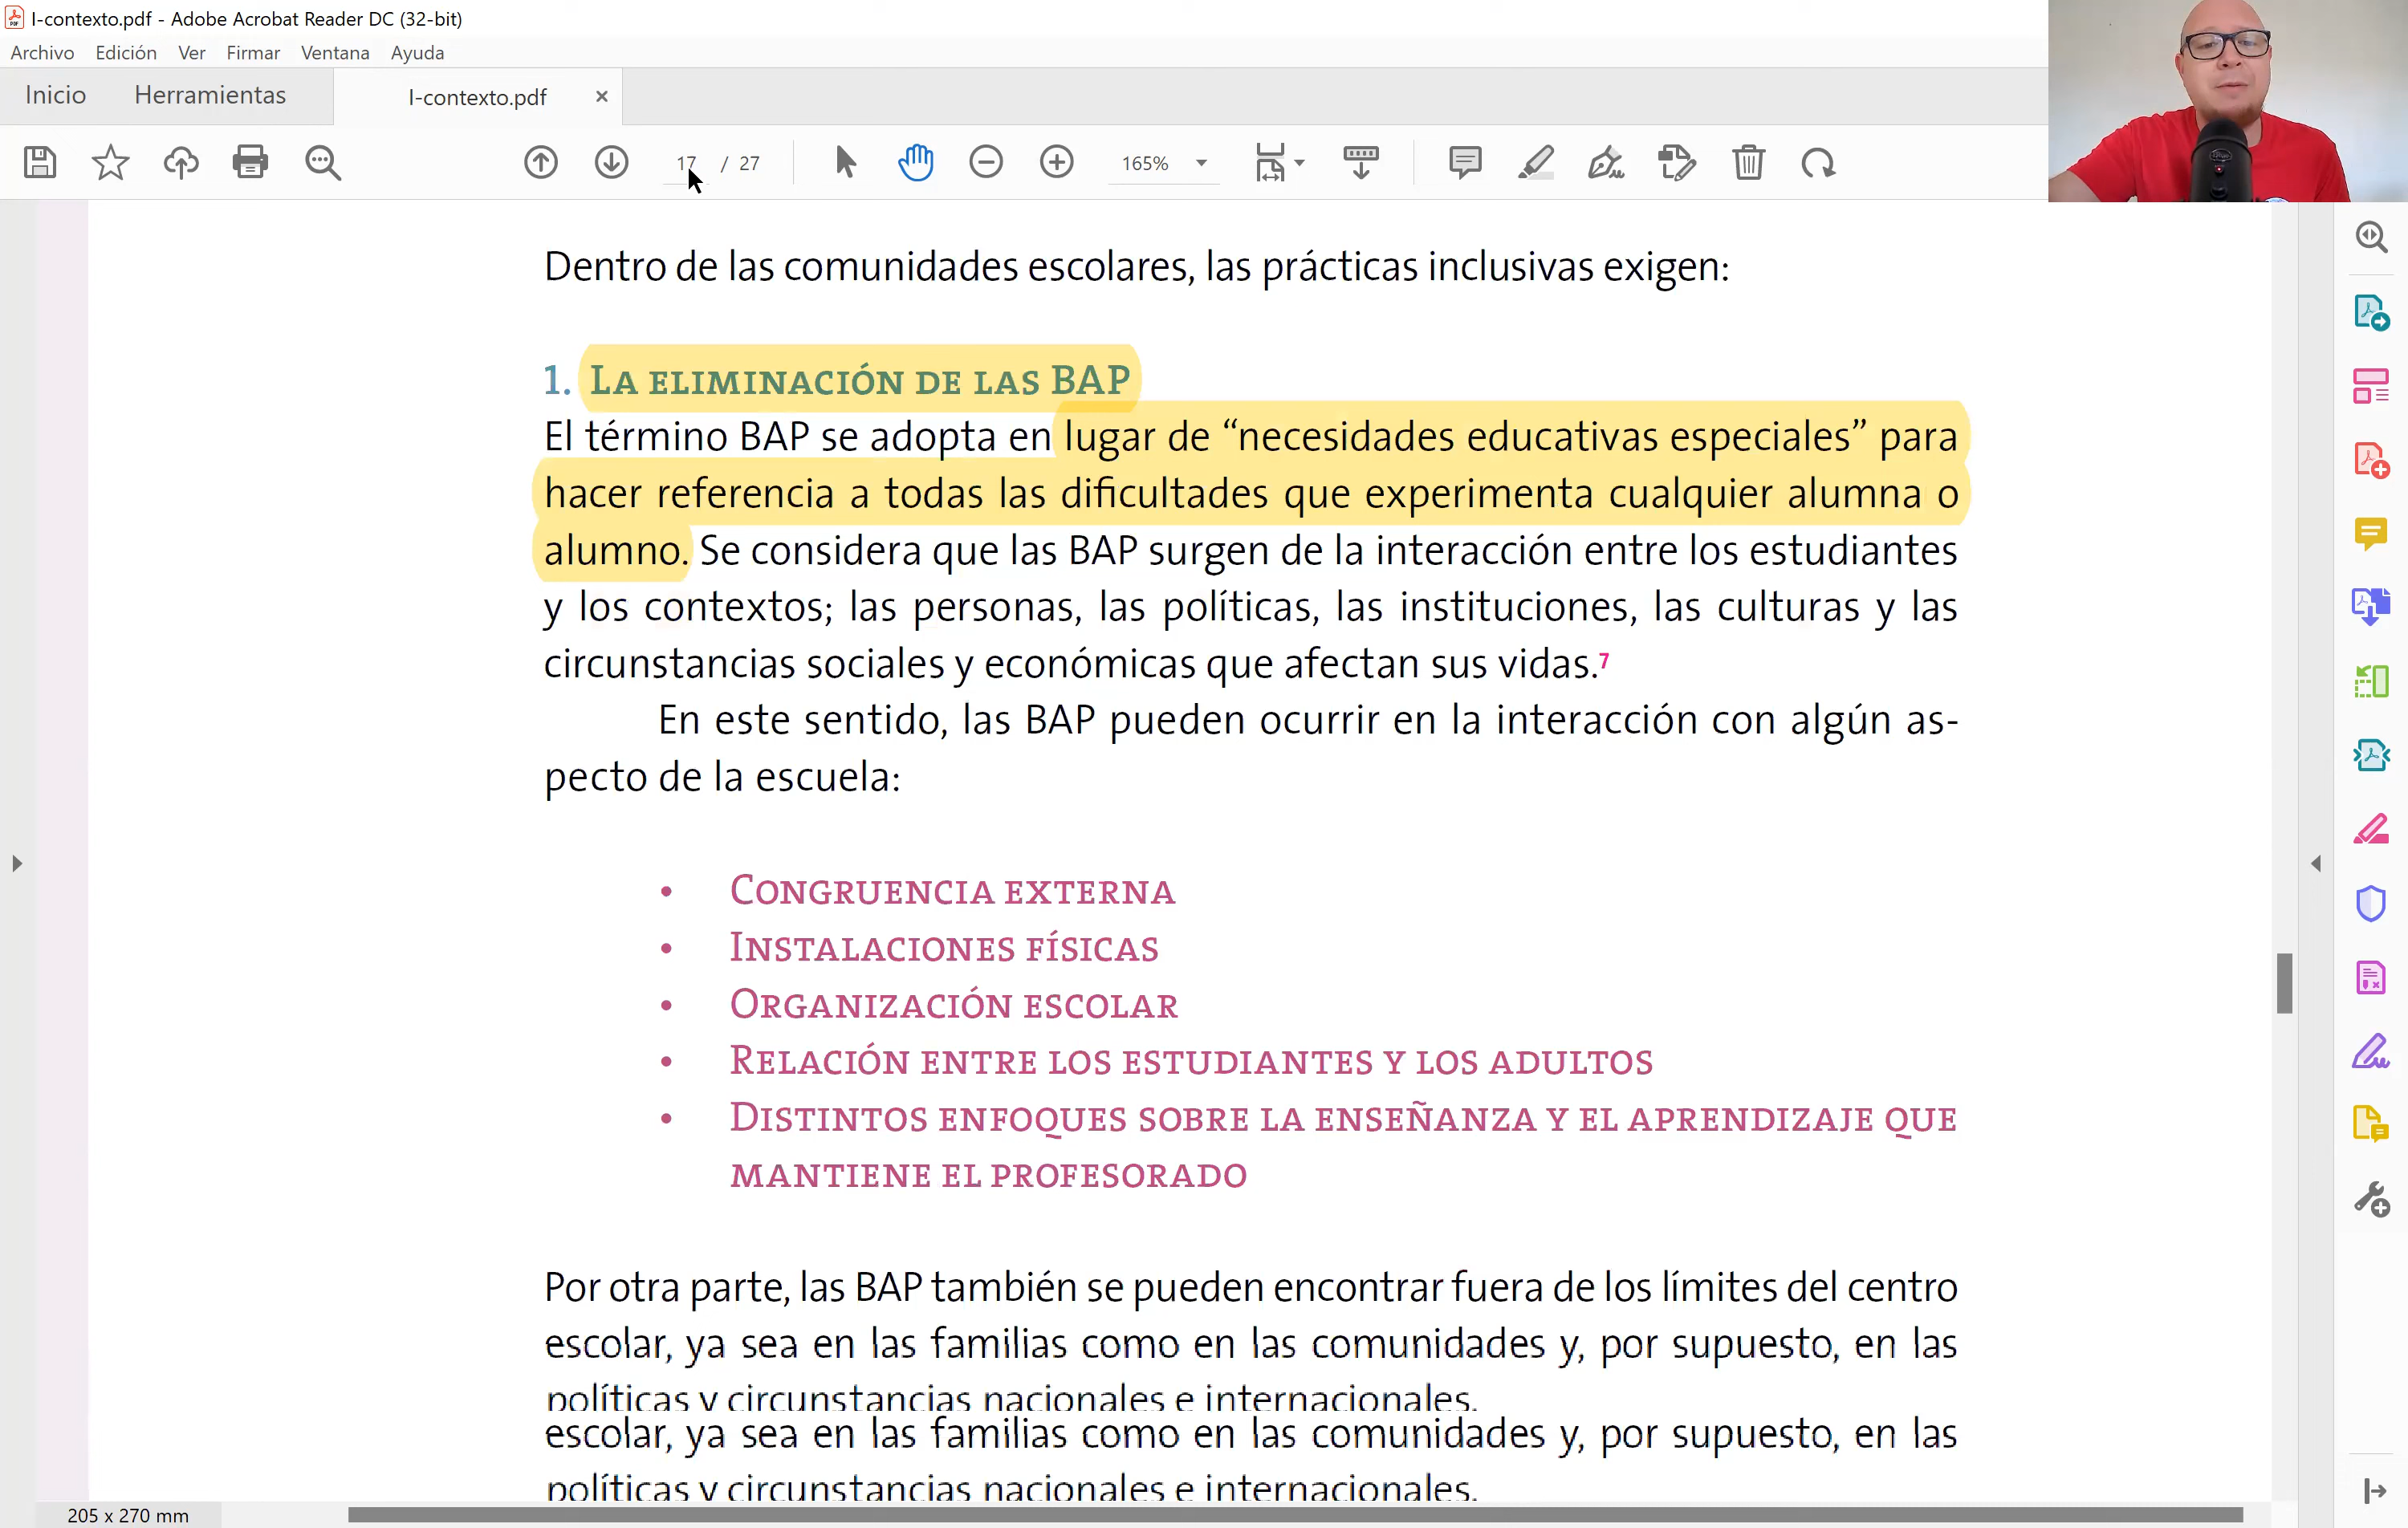 I-contexto.pdf - Adobe Acrobat Reader DC (32-bit)
Archivo Edición Ver Firmar Ventana Ayuda
Inicio Herramientas I-contexto.pdf ×
17 / 27 165%
Dentro de las comunidades escolares, las prácticas inclusivas exigen:
1. LA ELIMINACIÓN DE LAS BAP
El término BAP se adopta en lugar de “necesidades educativas especiales” para
hacer referencia a todas las dificultades que experimenta cualquier alumna o
alumno. Se considera que las BAP surgen de la interacción entre los estudiantes
y los contextos; las personas, las políticas, las instituciones, las culturas y las
circunstancias sociales y económicas que afectan sus vidas.7
En este sentido, las BAP pueden ocurrir en la interacción con algún as-
pecto de la escuela:
• CONGRUENCIA EXTERNA
• INSTALACIONES FÍSICAS
• ORGANIZACIÓN ESCOLAR
• RELACIÓN ENTRE LOS ESTUDIANTES Y LOS ADULTOS
• DISTINTOS ENFOQUES SOBRE LA ENSEÑANZA Y EL APRENDIZAJE QUE
MANTIENE EL PROFESORADO
Por otra parte, las BAP también se pueden encontrar fuera de los límites del centro
escolar, ya sea en las familias como en las comunidades y, por supuesto, en las
políticas y circunstancias nacionales e internacionales.
escolar, ya sea en las familias como en las comunidades y, por supuesto, en las
políticas y circunstancias nacionales e internacionales.
205 x 270 mm